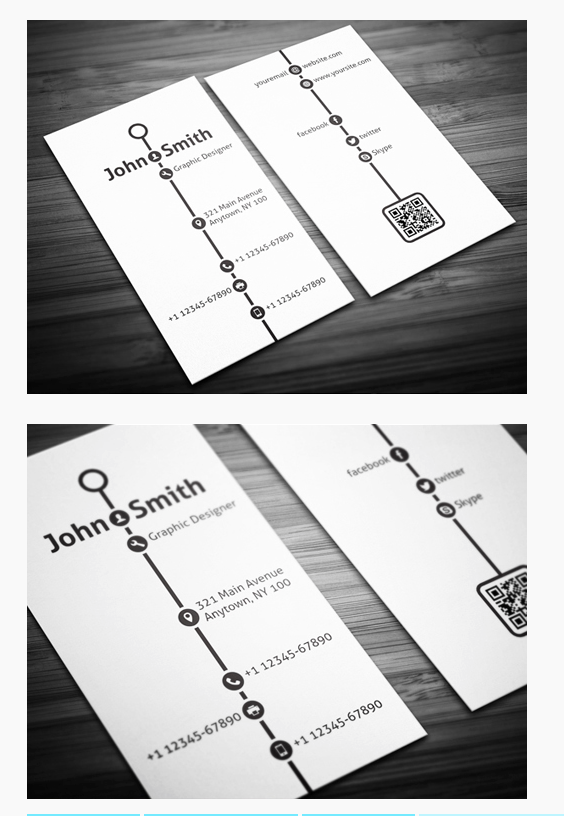 John Smith
Graphic Designer
321 Main Avenue
Anytown, NY 100
+1 12345-67890
+1 12345-67890
+1 12345-67890
youremail
website.com
www.yoursite.com
facebook
twitter
Skype
John Smith
Graphic Designer
321 Main Avenue
Anytown, NY 100
+1 12345-67890
+1 12345-67890
+1 12345-67890
facebook
twitter
Skype